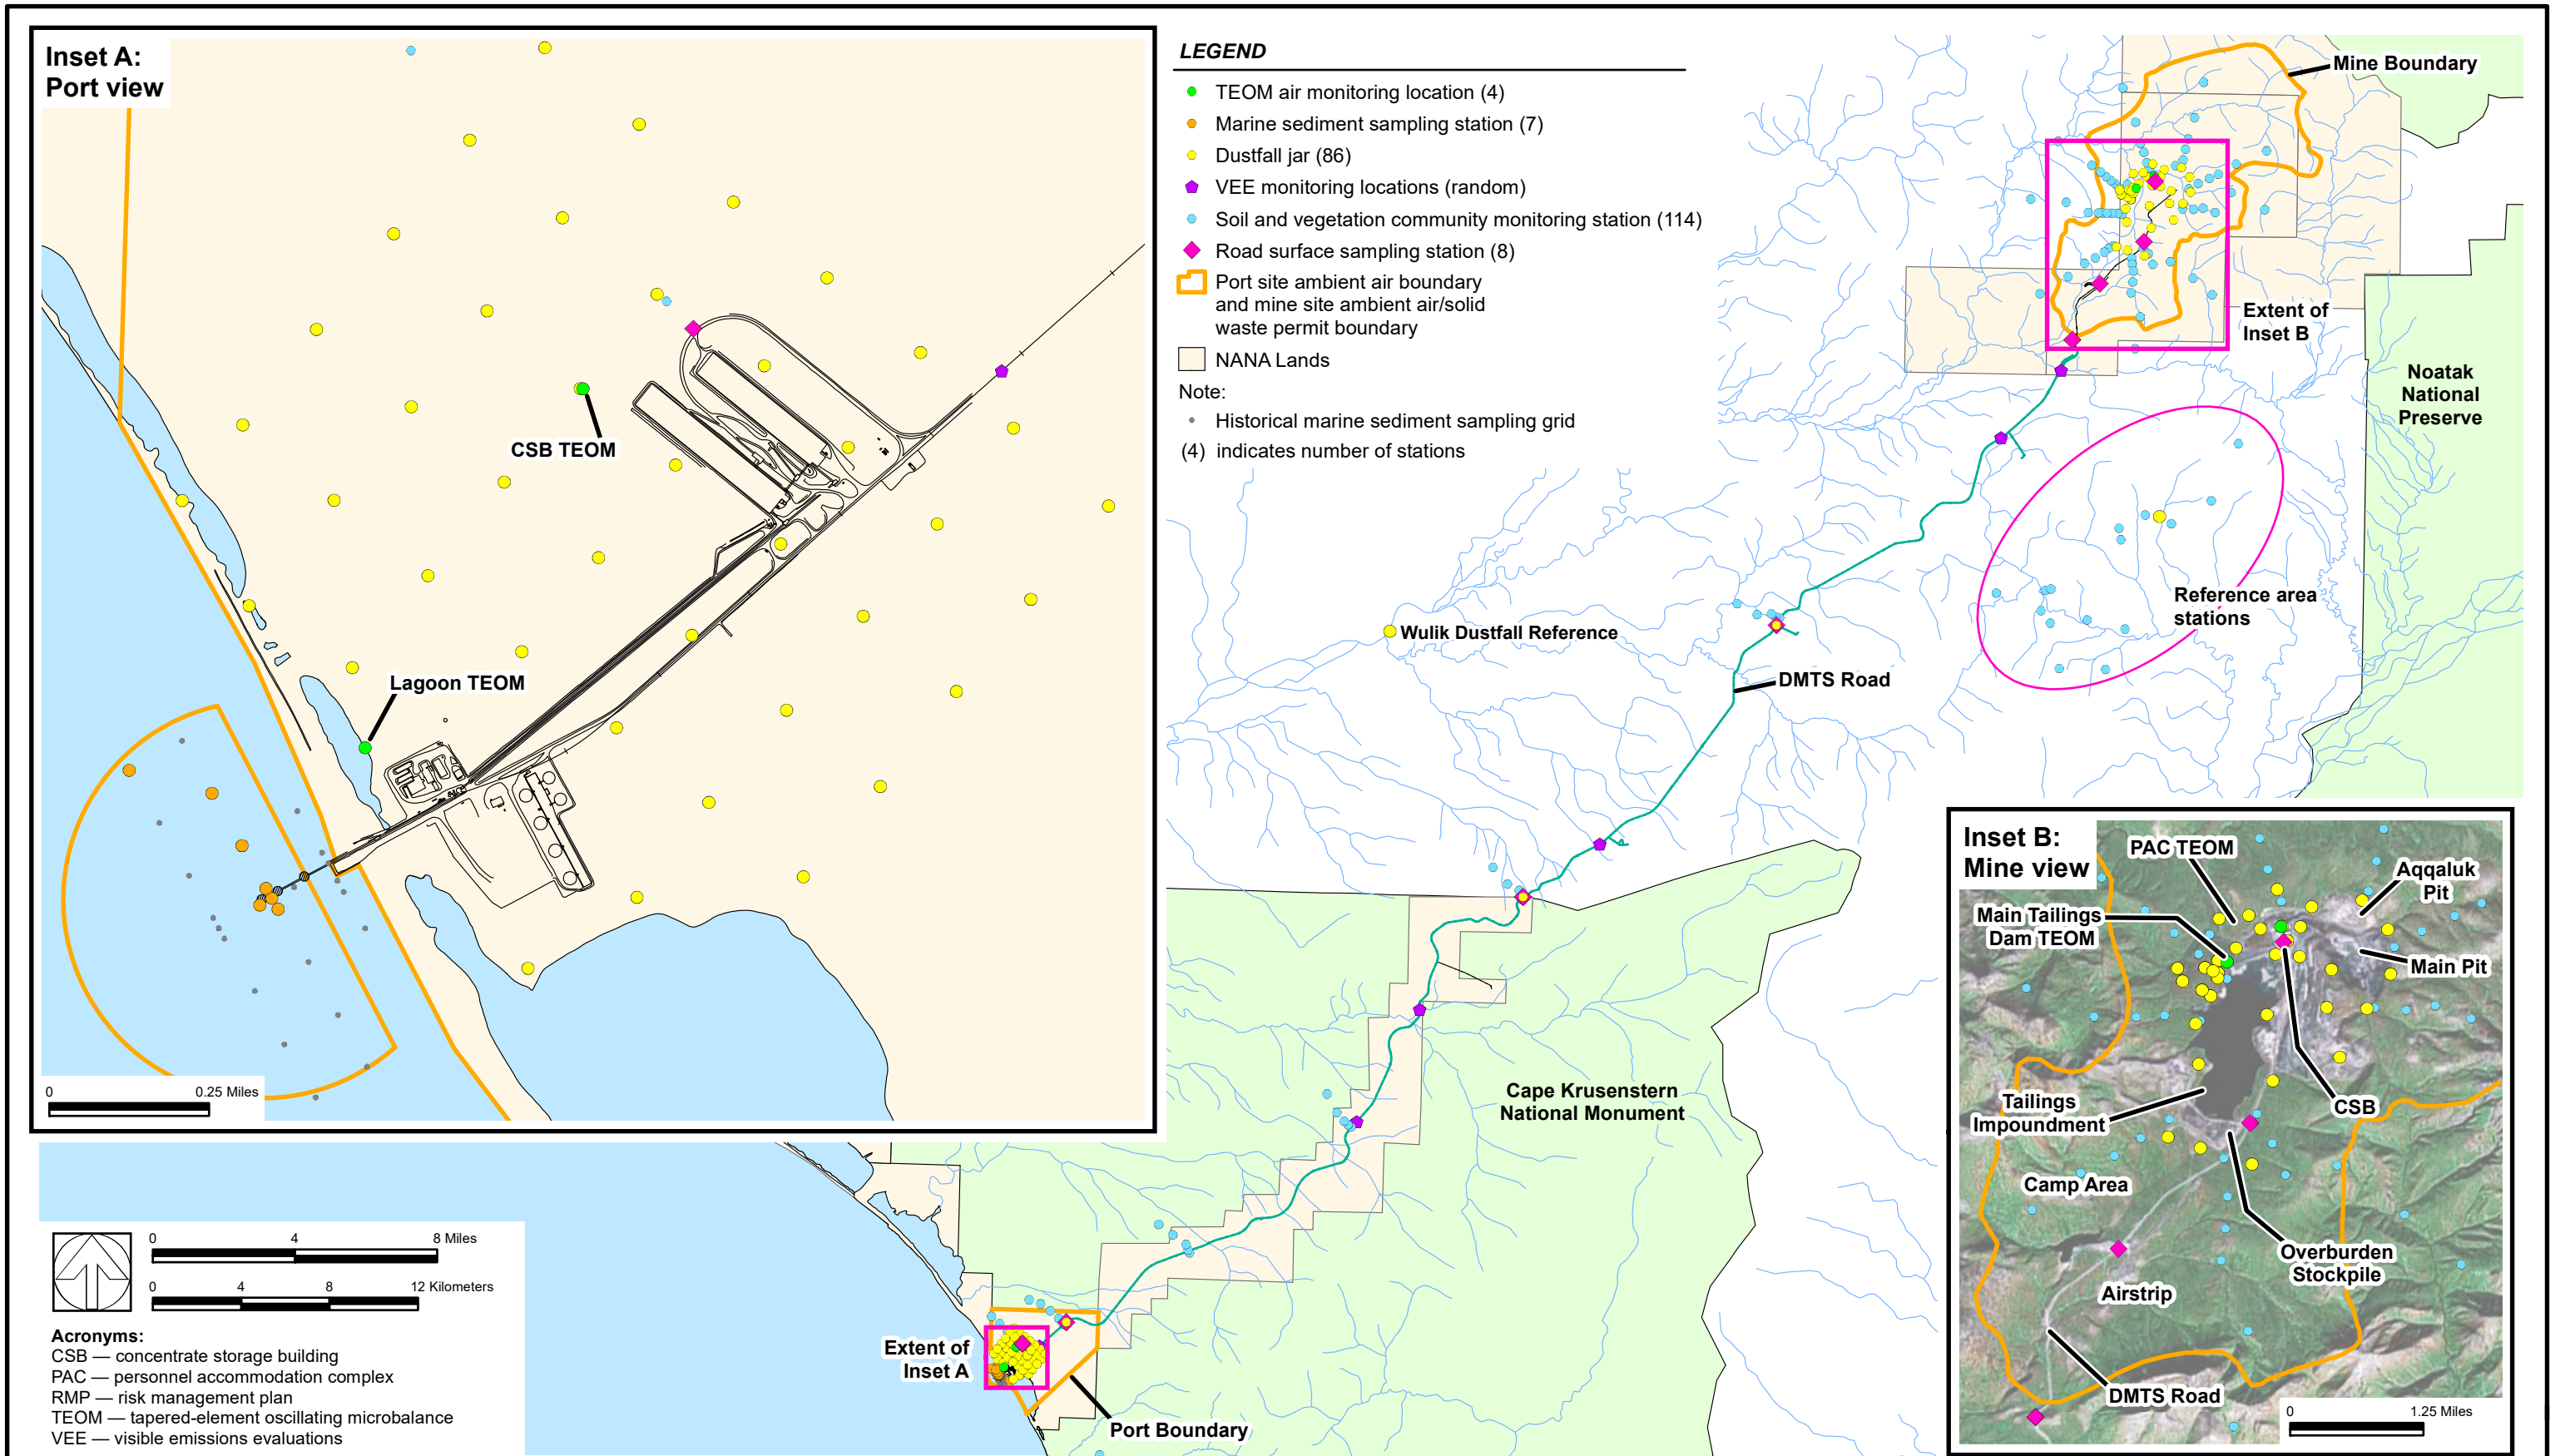 Inset A:
Port view
CSB TEOM
Lagoon TEOM
0 0.25 Miles
LEGEND
TEOM air monitoring location (4)
Marine sediment sampling station (7)
Dustfall jar (86)
VEE monitoring locations (random)
Soil and vegetation community monitoring station (114)
Road surface sampling station (8)
Port site ambient air boundary
and mine site ambient air/solid
waste permit boundary
NANA Lands
Note:
Historical marine sediment sampling grid
(4) indicates number of stations
Mine Boundary
Extent of
Inset B
Noatak
National
Preserve
Reference area
stations
Wulik Dustfall Reference
DMTS Road
Cape Krusenstern
National Monument
Extent of
Inset A
Port Boundary
Inset B:
Mine view
PAC TEOM
Aqqaluk
Pit
Main Tailings
Dam TEOM
Main Pit
Tailings
Impoundment
CSB
Camp Area
Overburden
Stockpile
Airstrip
DMTS Road
0 1.25 Miles
0 4 8 Miles
0 4 8 12 Kilometers
Acronyms:
CSB — concentrate storage building
PAC — personnel accommodation complex
RMP — risk management plan
TEOM — tapered-element oscillating microbalance
VEE — visible emissions evaluations